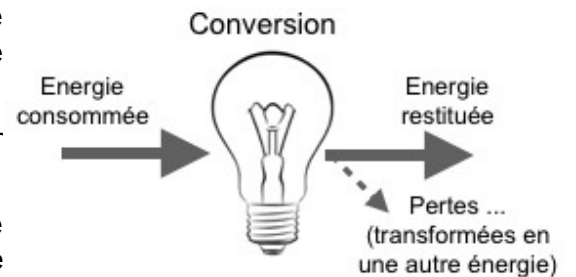 Conversion
Energie
consommée
Energie
restituée
Pertes ...
(transformées en
une autre énergie)